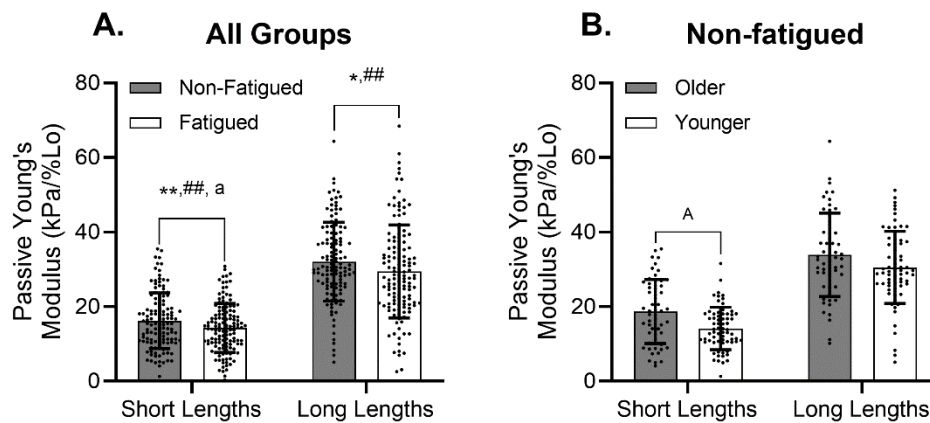 A.
All Groups
Passive Young's
Modulus (kPa/%Lo)
80
60
40
20
0
Non-Fatigued
Fatigued
**,##, a
*,##
Short Lengths
Long Lengths
B.
Non-fatigued
Passive Young's
Modulus (kPa/%Lo)
80
60
40
20
0
Older
Younger
A
Short Lengths
Long Lengths